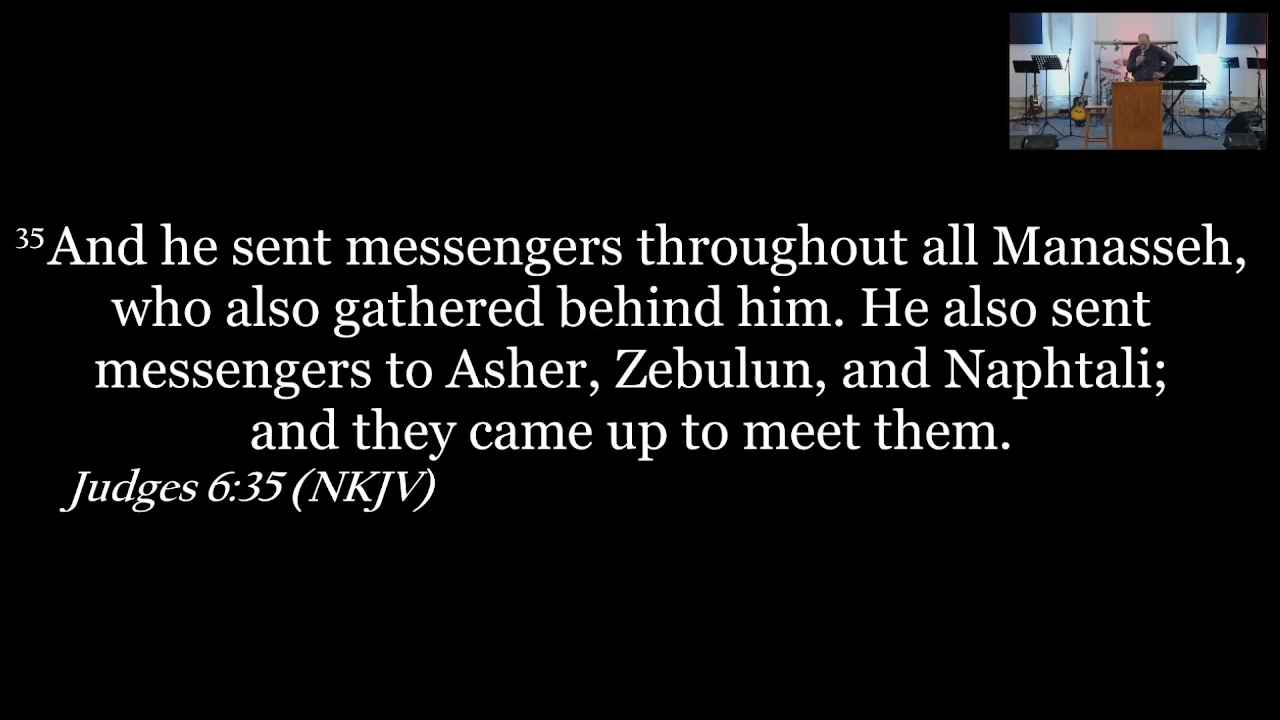 35And he sent messengers throughout all Manasseh,
who also gathered behind him. He also sent
messengers to Asher, Zebulun, and Naphtali;
and they came up to meet them.
Judges 6:35 (NKJV)